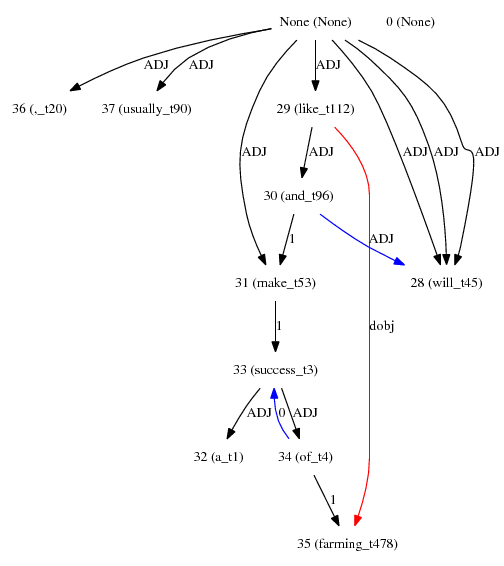 None (None) 0 (None)
ADJ ADJ ADJ
36 (,_t20) 37 (usually_t90) 29 (like_t112)
ADJ ADJ ADJ ADJ ADJ
30 (and_t96)
1 ADJ
31 (make_t53) 28 (will_t45)
1 dobj
33 (success_t3)
ADJ 0 ADJ
32 (a_t1) 34 (of_t4)
1
35 (farming_t478)